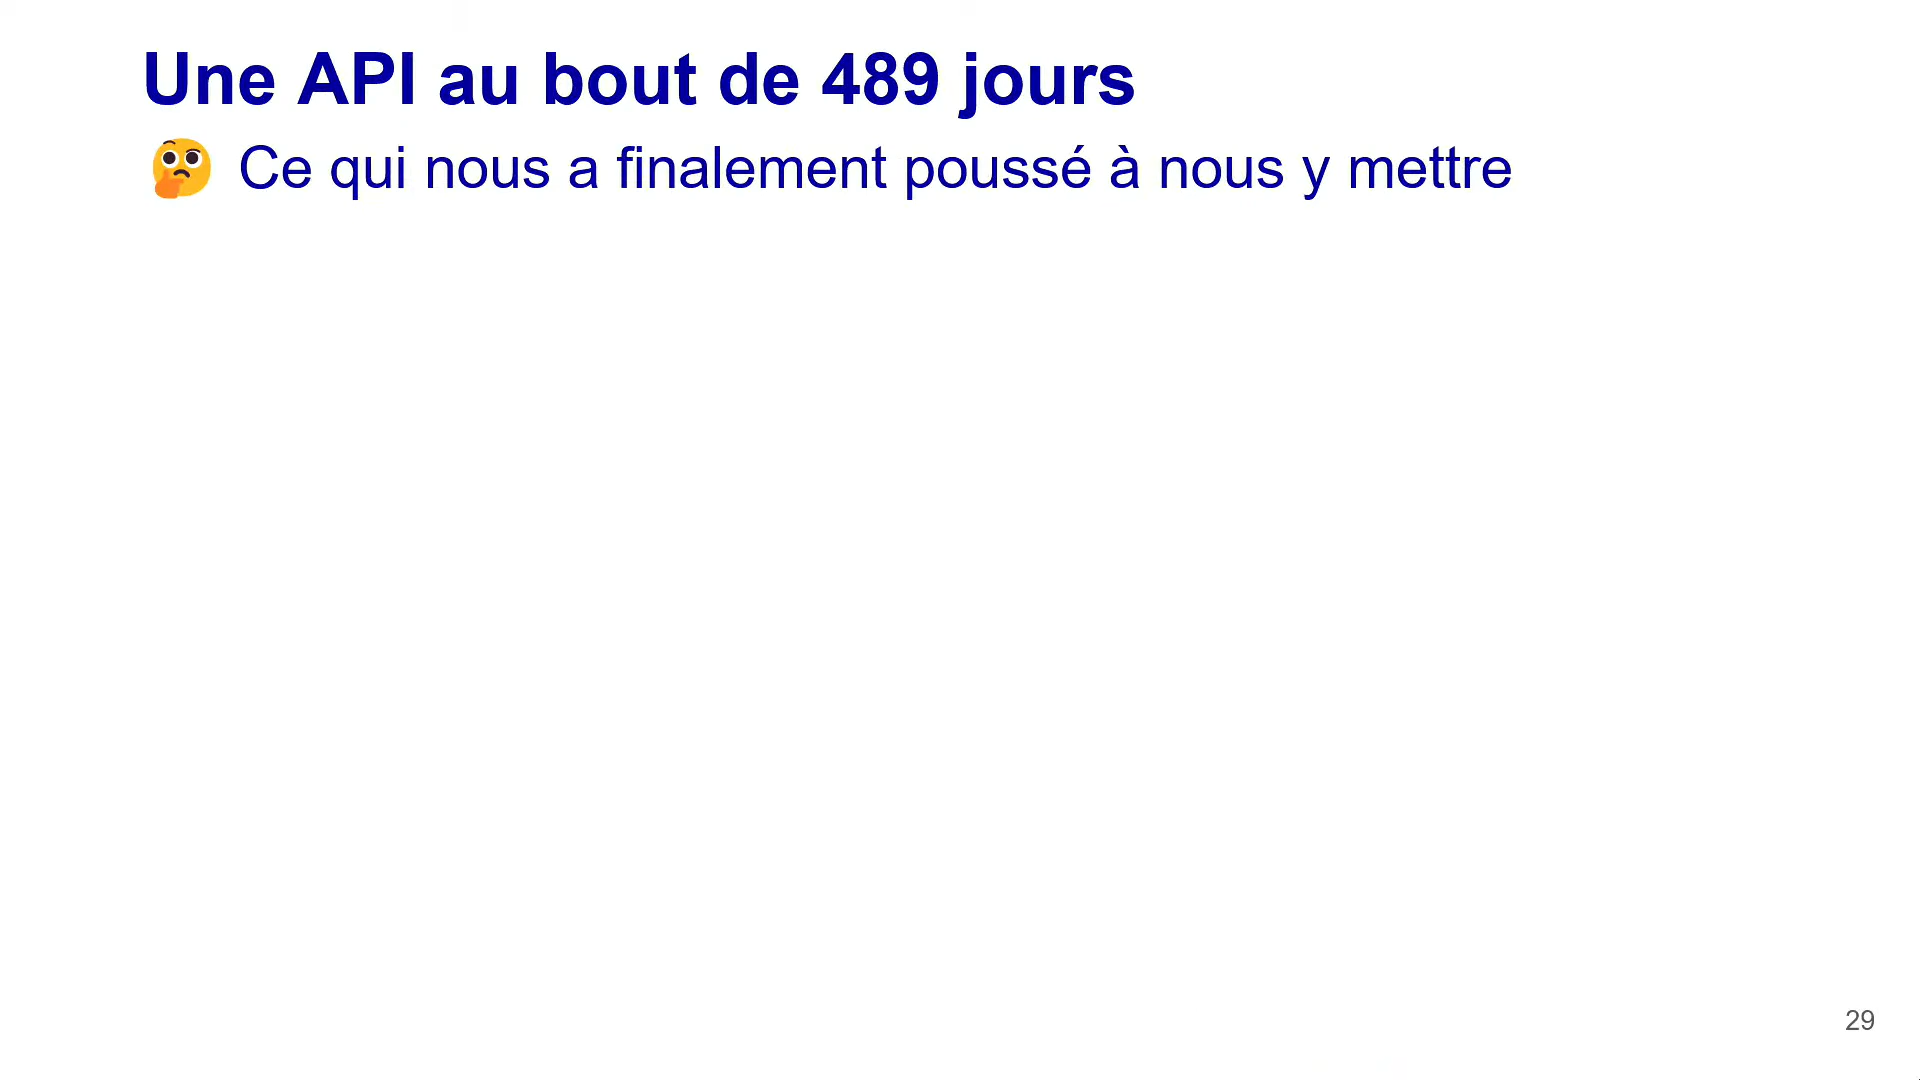 Une API au bout de 489 jours
🤔 Ce qui nous a finalement poussé à nous y mettre
29